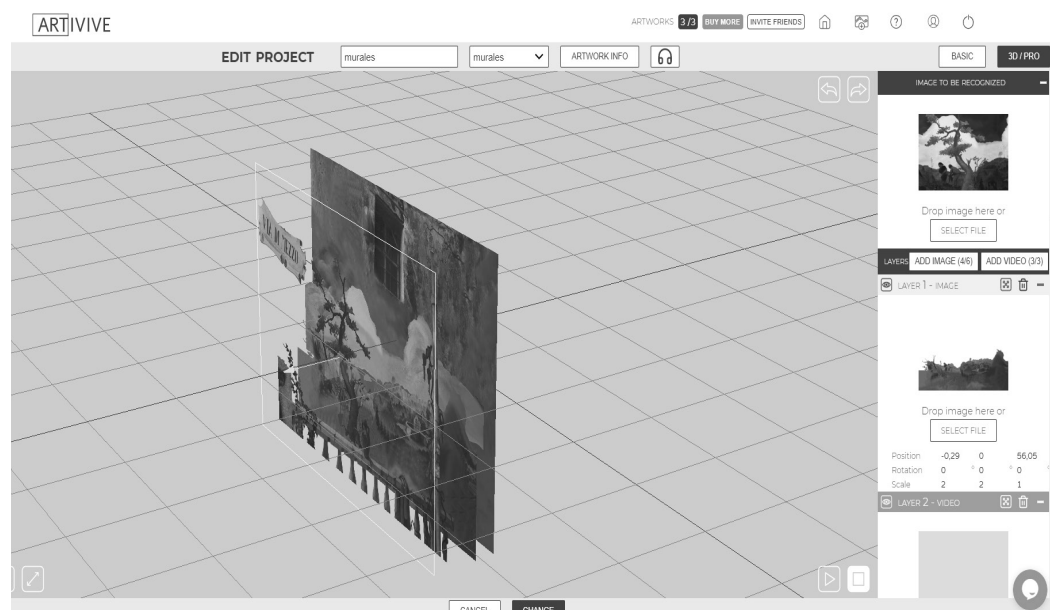 ARTIVIVE
ARTWORKS 3 /3 BUY MORE INVITE FRIENDS
EDIT PROJECT murales murales ARTWORK INFO BASIC 3D / PRO
IMAGE TO BE RECOGNIZED
Drop image here or
SELECT FILE
LAYERS ADD IMAGE (4/6) ADD VIDEO (3/3)
LAYER 1 - IMAGE
Drop image here or
SELECT FILE
Position -0,29 0 56,05
Rotation 0 ° 0 ° 0 °
Scale 2 2 1
LAYER 2 - VIDEO
CANCEL CHANGE